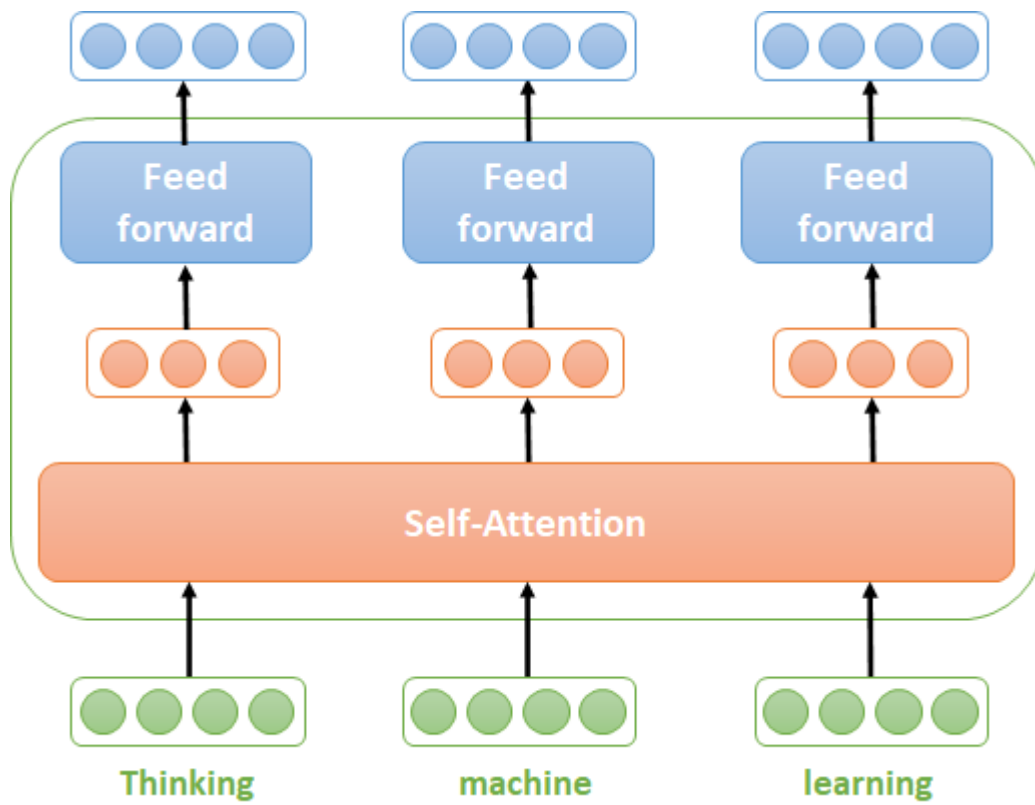 Feed
forward
Feed
forward
Feed
forward
Self-Attention
Thinking
machine
learning